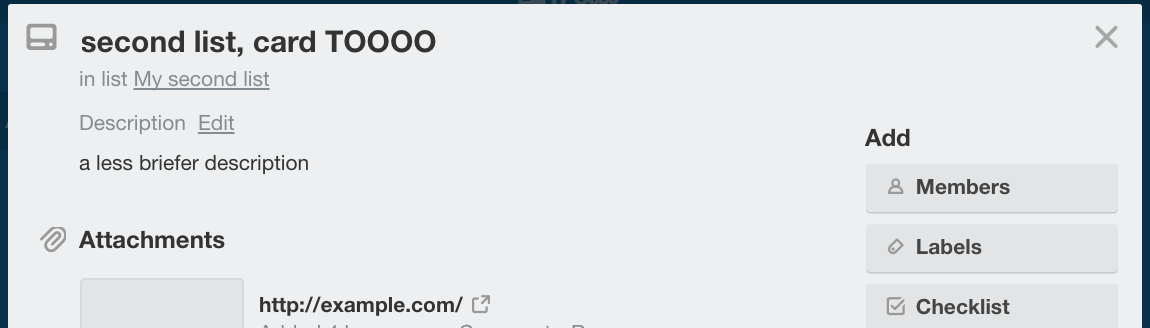 second list, card TOOOO
in list My second list
Description Edit
a less briefer description
Attachments
http://example.com/
Add
Members
Labels
Checklist